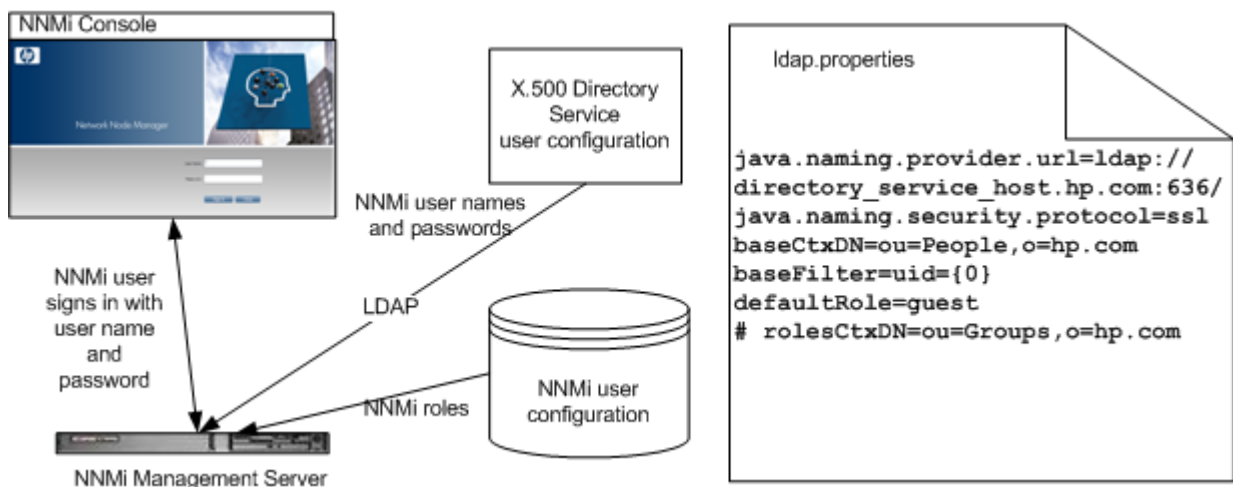 NNMi Console
hp
Network Node Manager
NNMi user
signs in with
user name
and
password
NNMi Management Server
X.500 Directory
Service
user configuration
NNMi user names
and passwords
LDAP
NNMi roles
NNMi user
configuration
ldap.properties
java.naming.provider.url=ldap://
directory_service_host.hp.com:636/
java.naming.security.protocol=ssl
baseCtxDN=ou=People,o=hp.com
baseFilter=uid={0}
defaultRole=guest
# rolesCtxDN=ou=Groups,o=hp.com